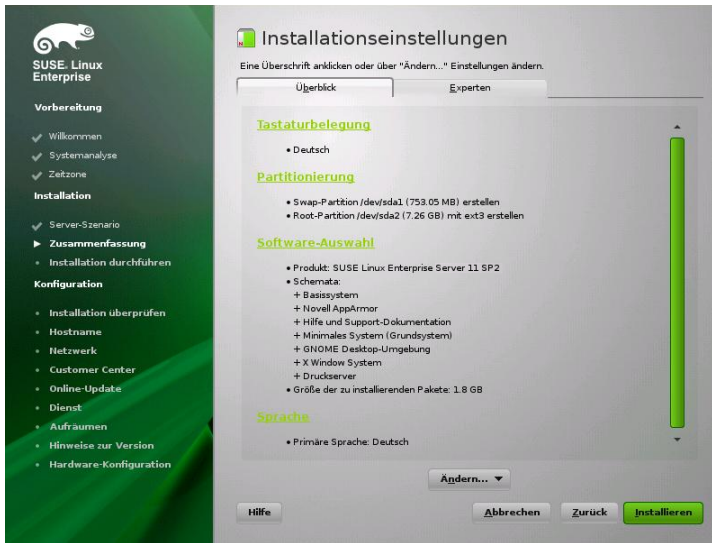 SUSE. Linux
Enterprise
Vorbereitung
Willkommen
Systemanalyse
Zeitzone
Installation
Server-Szenario
Zusammenfassung
Installation durchführen
Konfiguration
Installation überprüfen
Hostname
Netzwerk
Customer Center
Online-Update
Dienst
Aufräumen
Hinweise zur Version
Hardware-Konfiguration
Installationseinstellungen
Eine Überschrift anklicken oder über "Ändern..." Einstellungen ändern.
Überblick
Experten
Tastaturbelegung
• Deutsch
Partitionierung
• Swap-Partition /dev/sda1 (753.05 MB) erstellen
• Root-Partition /dev/sda2 (7.26 GB) mit ext3 erstellen
Software-Auswahl
• Produkt: SUSE Linux Enterprise Server 11 SP2
• Schemata:
+ Basissystem
+ Novell AppArmor
+ Hilfe und Support-Dokumentation
+ Minimales System (Grundsystem)
+ GNOME Desktop-Umgebung
+ X Window System
+ Druckserver
• Größe der zu installierenden Pakete: 1.8 GB
Sprache
• Primäre Sprache: Deutsch
Ändern...
Hilfe
Abbrechen
Zurück
Installieren